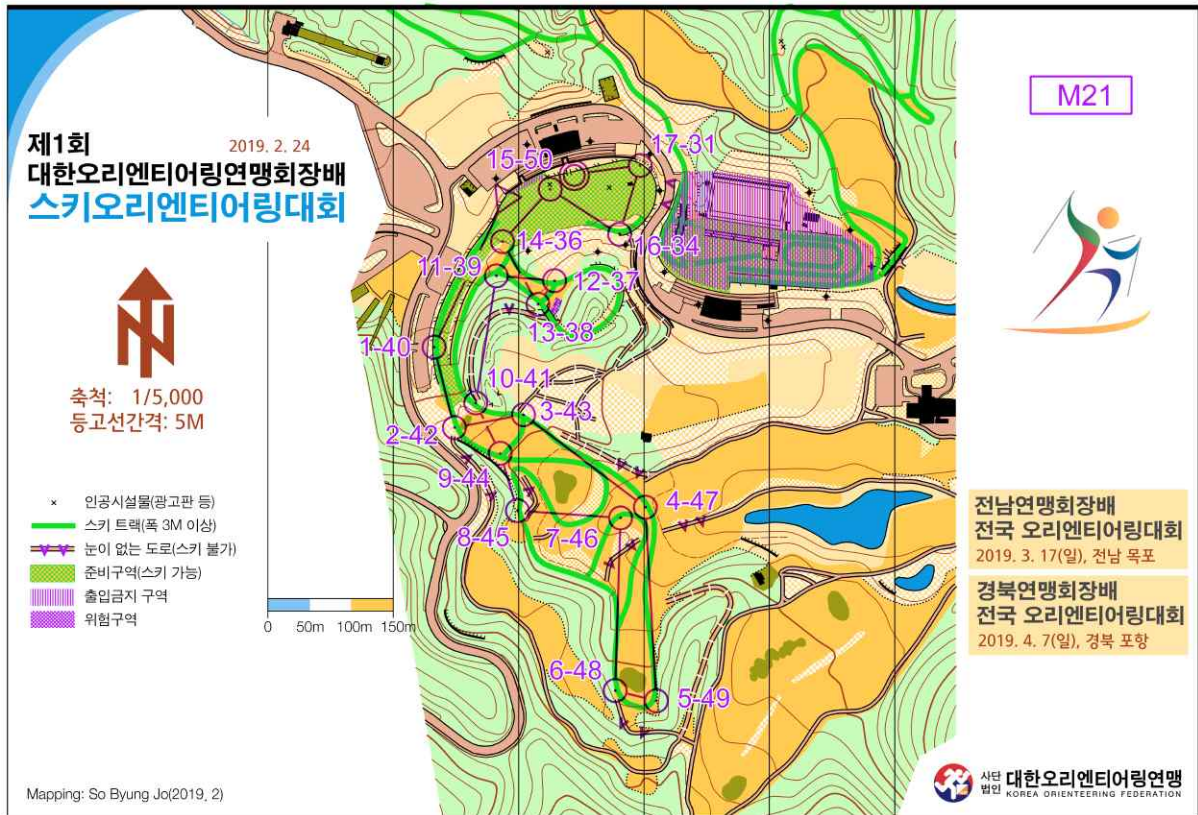 제1회
2019. 2. 24
대한오리엔티어링연맹회장배
스키오리엔티어링대회
N
축척: 1/5,000
등고선간격: 5M
인공시설물(광고판 등)
스키 트랙(폭 3M 이상)
눈이 없는 도로(스키 불가)
준비구역(스키 가능)
출입금지 구역
위험구역
0 50m 100m 150m
Mapping: So Byung Jo(2019, 2)
17-31
15-50
14-36
16-34
11-39
12-37
13-38
1-40
10-41
3-43
2-42
9-44
4-47
8-45
7-46
6-48
5-49
M21
전남연맹회장배
전국 오리엔티어링대회
2019. 3. 17(일), 전남 목포
경북연맹회장배
전국 오리엔티어링대회
2019. 4. 7(일), 경북 포항
사단
법인
대한오리엔티어링연맹
KOREA ORIENTEERING FEDERATION